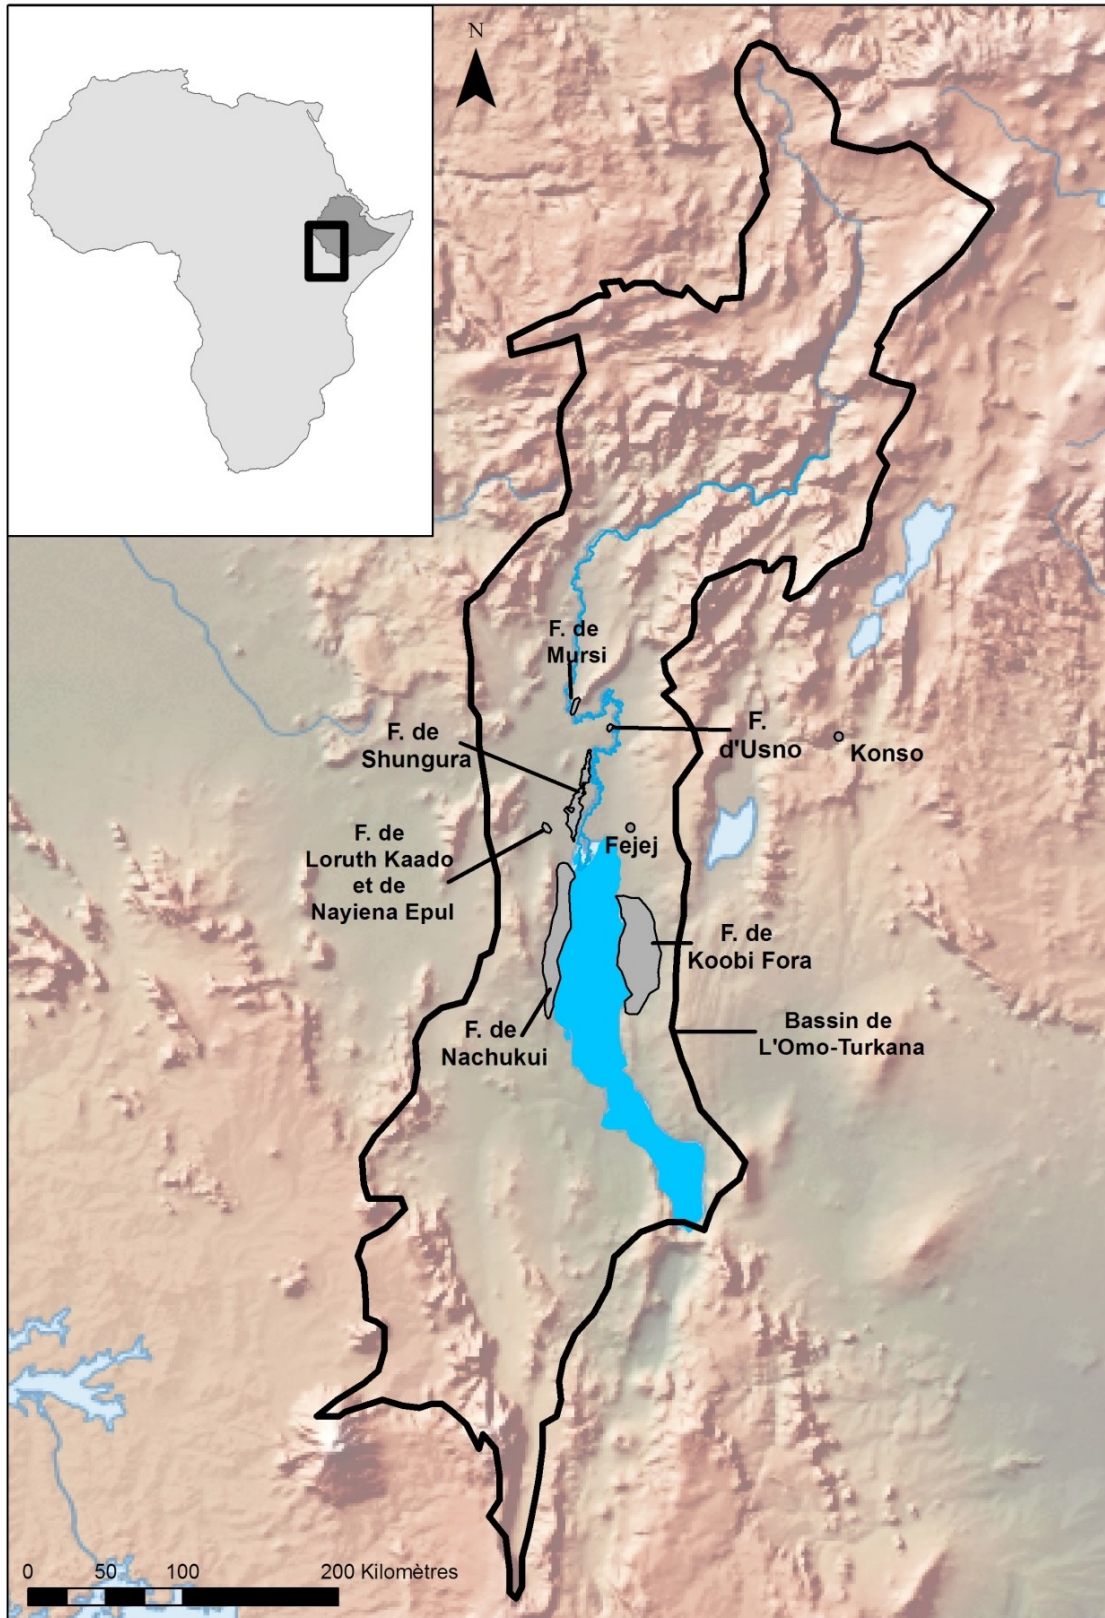 N
F. de
Mursi
F. de
Shungura
F.
d'Usno
Konso
F. de
Loruth Kaado
et de
Nayiena Epul
Fejej
F. de
Koobi Fora
F. de
Nachukui
Bassin de
L'Omo-Turkana
0 50 100 200 Kilomètres